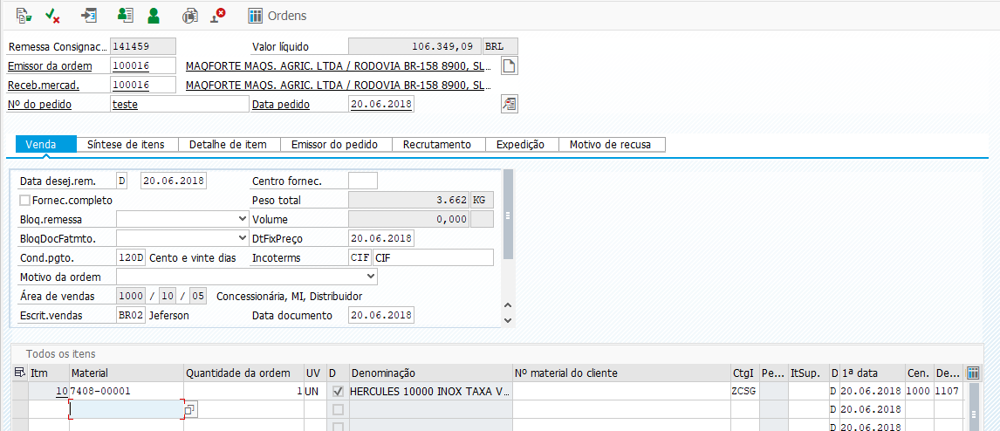 Ordens
Remessa Consignac... 141459 Valor líquido 106.349,09 BRL
Emissor da ordem 100016 MAQFORTE MAQS. AGRIC. LTDA / RODOVIA BR-158 8900, SL...
Receb.mercad. 100016 MAQFORTE MAQS. AGRIC. LTDA / RODOVIA BR-158 8900, SL...
Nº do pedido teste Data pedido 20.06.2018
Venda Síntese de itens Detalhe de item Emissor do pedido Recrutamento Expedição Motivo de recusa
Data desej.rem. D 20.06.2018 Centro fornec.
Fornec.completo Peso total 3.662 KG
Bloq.remessa Volume 0,000
BloqDocFatmto. DtFixPreço 20.06.2018
Cond.pgto. 120D Cento e vinte dias Incoterms CIF CIF
Motivo da ordem
Área de vendas 1000 / 10 / 05 Concessionária, MI, Distribuidor
Escrit.vendas BR02 Jeferson Data documento 20.06.2018
Todos os itens
Itm Material Quantidade da ordem UV D Denominação Nº material do cliente CtgI Pe... ItSup. D 1ª data Cen. De...
10 7408-00001 1 UN HERCULES 10000 INOX TAXA V... ZCSG D 20.06.2018 1000 1107
D 20.06.2018
D 20.06.2018